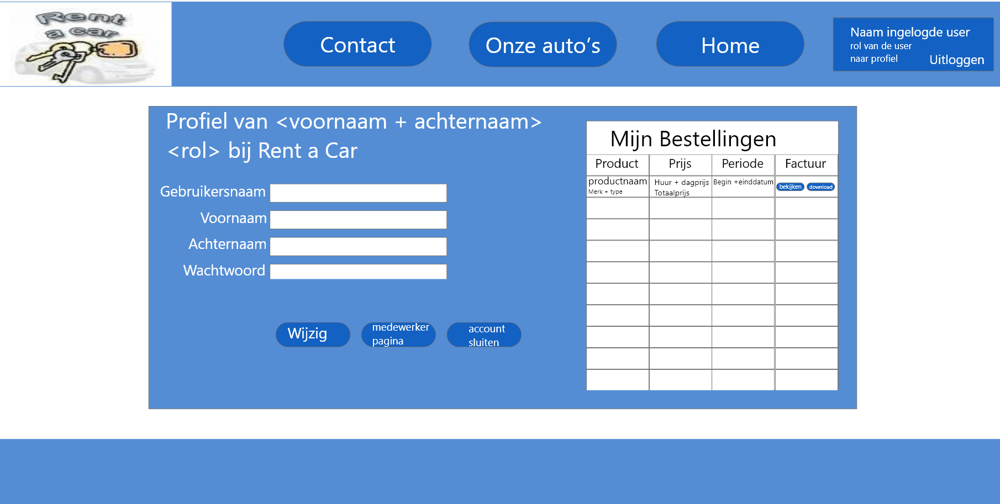 Rent
a car
Contact
Onze auto’s
Home
Naam ingelogde user
rol van de user
naar profiel
Uitloggen
Profiel van <voornaam + achternaam>
<rol> bij Rent a Car
Gebruikersnaam
Voornaam
Achternaam
Wachtwoord
Wijzig
medewerker
pagina
account
sluiten
Mijn Bestellingen
Product Prijs Periode Factuur
productnaam
Merk + type
Huur + dagprijs
Totaalprijs
Begin +einddatum
bekijken
download